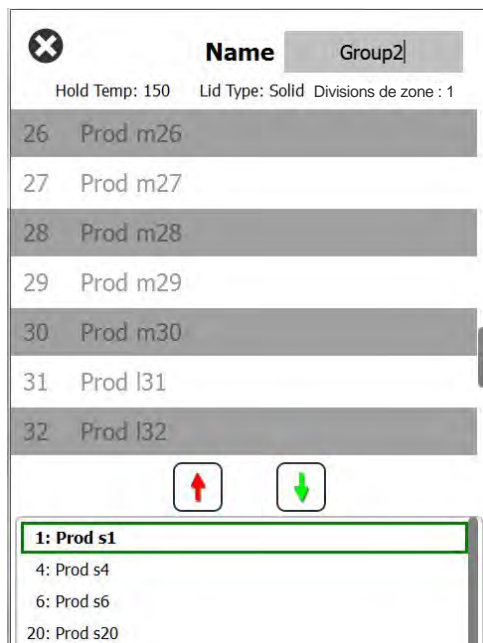 Name Group2
Hold Temp: 150 Lid Type: Solid Divisions de zone : 1
26 Prod m26
27 Prod m27
28 Prod m28
29 Prod m29
30 Prod m30
31 Prod l31
32 Prod l32
1: Prod s1
4: Prod s4
6: Prod s6
20: Prod s20